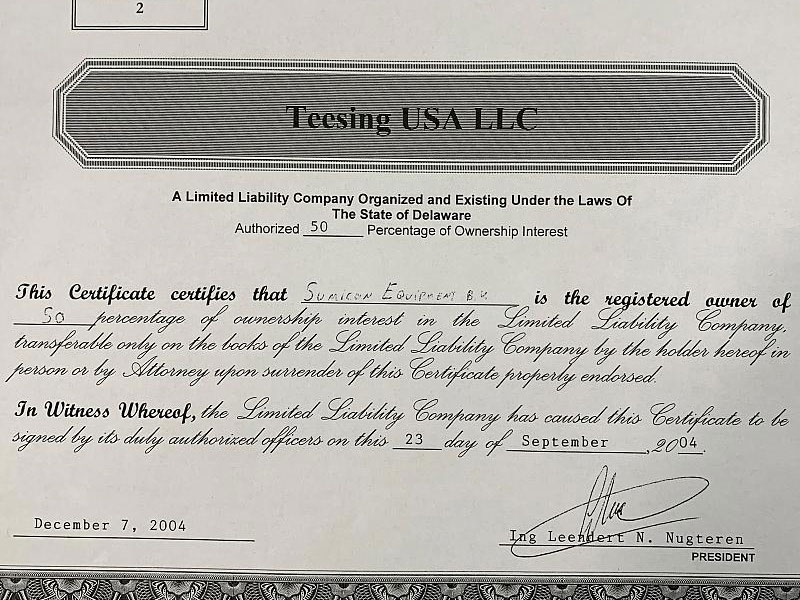 2
Teesing USA LLC
A Limited Liability Company Organized and Existing Under the Laws Of
The State of Delaware
Authorized 50 Percentage of Ownership Interest
This Certificate certifies that Sumicon Equipment B.V. is the registered owner of
50 percentage of ownership interest in the Limited Liability Company,
transferable only on the books of the Limited Liability Company by the holder hereof in
person or by Attorney upon surrender of this Certificate properly endorsed.
In Witness Whereof, the Limited Liability Company has caused this Certificate to be
signed by its duly authorized officers on this 23 day of September, 2004.
December 7, 2004
Ing Leendert N. Nugteren
PRESIDENT